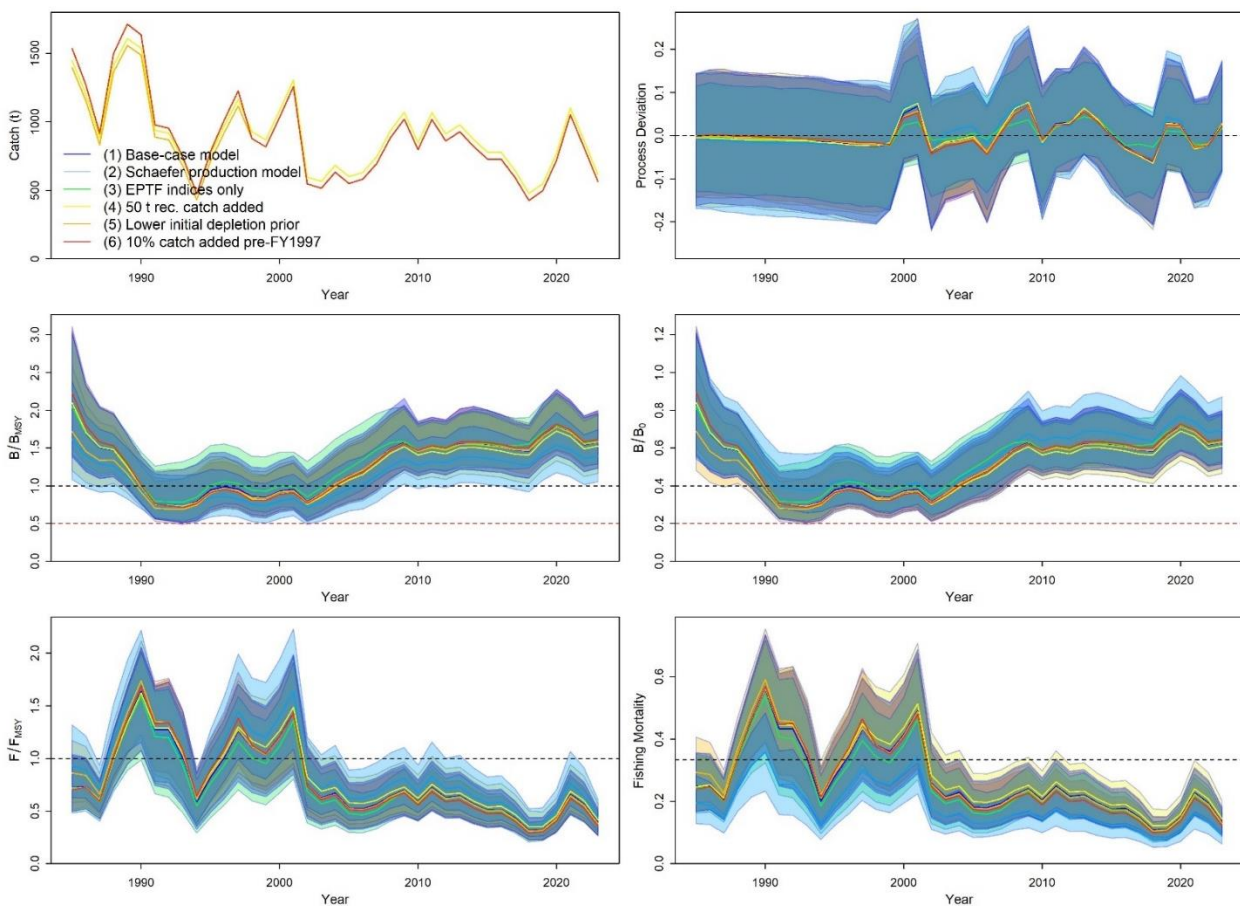 Catch (t)
1500
1000
500
0
(1) Base-case model
(2) Schaefer production model
(3) EPTF indices only
(4) 50 t rec. catch added
(5) Lower initial depletion prior
(6) 10% catch added pre-FY1997
1990 2000 2010 2020
Year
Process Deviation
0.2
0.1
0.0
-0.1
-0.2
1990 2000 2010 2020
Year
B/BMSY
3.0
2.5
2.0
1.5
1.0
0.5
0.0
1990 2000 2010 2020
Year
B/B0
1.2
1.0
0.8
0.6
0.4
0.2
0.0
1990 2000 2010 2020
Year
F/FMSY
2.0
1.5
1.0
0.5
0.0
1990 2000 2010 2020
Year
Fishing Mortality
0.6
0.4
0.2
0.0
1990 2000 2010 2020
Year